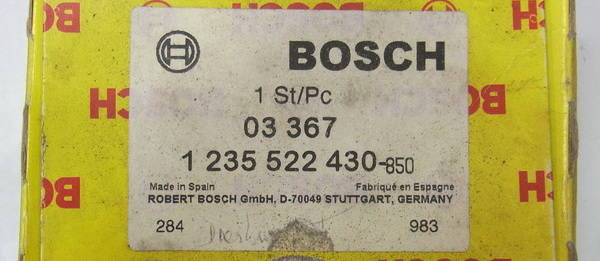 BOSCH
1 St/Pc
03 367
1 235 522 430-850
Made in Spain Fabriqué en Espagne
ROBERT BOSCH GmbH, D-70049 STUTTGART, GERMANY
284 983